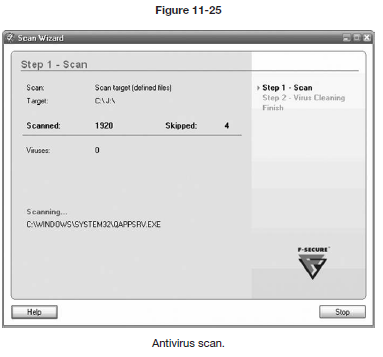 Figure 11-25
Scan Wizard
Step 1 - Scan
Scan: Scan target (defined files)
Target: C:\ J:\
Scanned: 1920 Skipped: 4
Viruses: 0
Scanning...
C:\WINDOWS\SYSTEM32\QAPPSRV.EXE
Step 1 - Scan
Step 2 - Virus Cleaning
Finish
F-SECURE
Help
Stop
Antivirus scan.